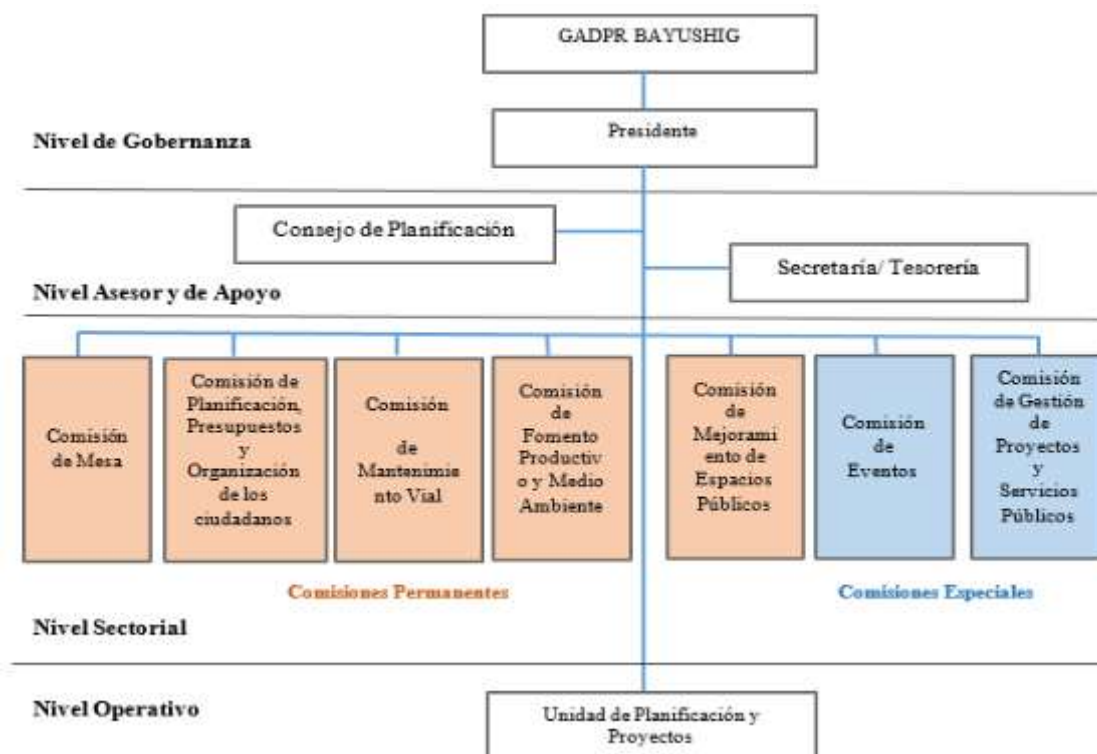 GADPR BAYUSHIG
Presidente
Nivel de Gobernanza
Consejo de Planificación
Secretaría/ Tesorería
Nivel Asesor y de Apoyo
Comisión
de Mesa
Comisión de
Planificación,
Presupuestos
y
Organización
de los
ciudadanos
Comisión
de
Mantenimie
nto Vial
Comisión
de
Fomento
Productiv
o y Medio
Ambiente
Comisión
de
Mejorami
ento de
Espacios
Públicos
Comisión
de
Eventos
Comisión
de Gestión
de
Proyectos
y
Servicios
Públicos
Comisiones Permanentes
Comisiones Especiales
Nivel Sectorial
Nivel Operativo
Unidad de Planificación y
Proyectos